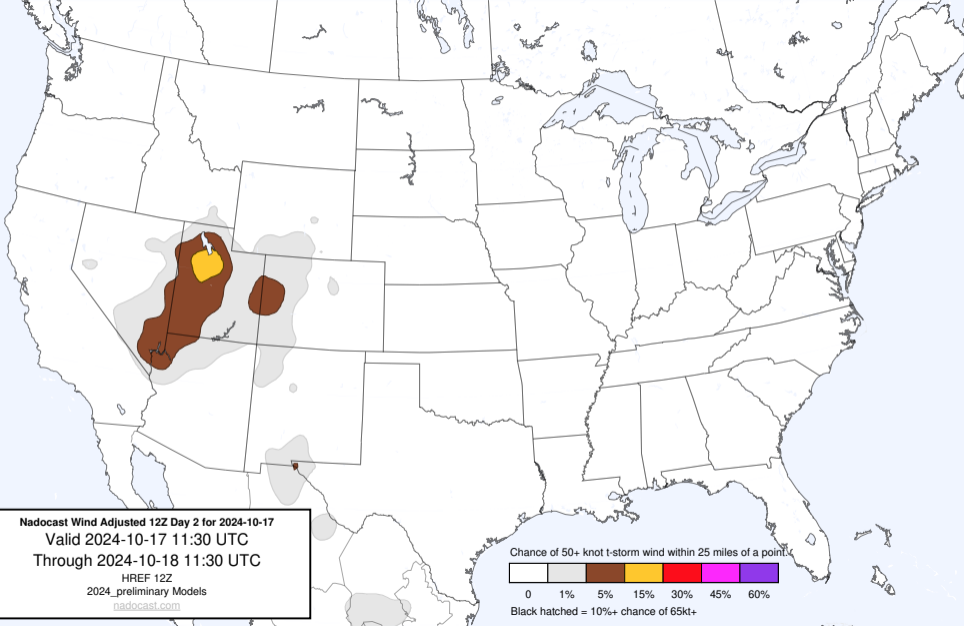 Nadocast Wind Adjusted 12Z Day 2 for 2024-10-17
Valid 2024-10-17 11:30 UTC
Through 2024-10-18 11:30 UTC
HREF 12Z
2024_preliminary Models
nadocast.com
Chance of 50+ knot t-storm wind within 25 miles of a point.
0 1% 5% 15% 30% 45% 60%
Black hatched = 10%+ chance of 65kt+